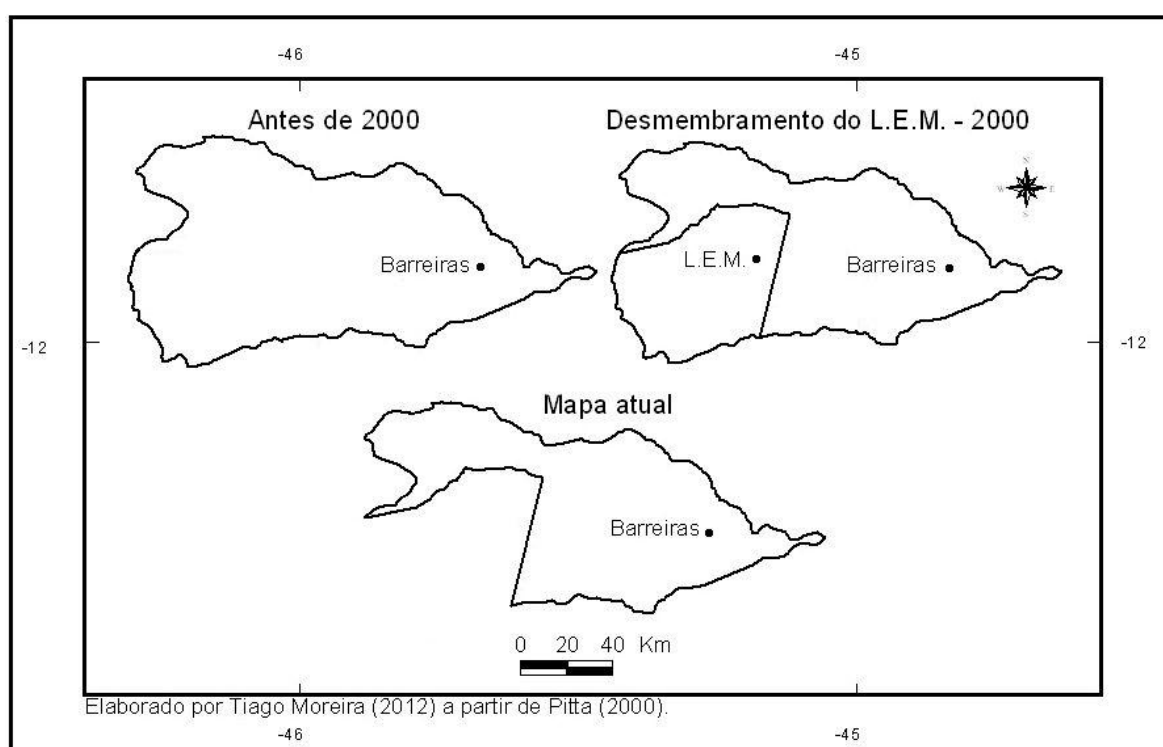 -46 -45
Antes de 2000
Desmembramento do L.E.M. - 2000
N
W E
S
Barreiras
L.E.M.
Barreiras
-12 -12
Mapa atual
Barreiras
0 20 40 Km
Elaborado por Tiago Moreira (2012) a partir de Pitta (2000).
-46 -45